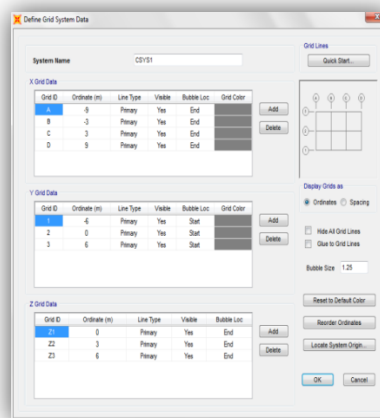 Define Grid System Data
System Name CSYS1
X Grid Data
Grid ID Ordinate (m) Line Type Visible Bubble Loc Grid Color
A -9 Primary Yes End
B -3 Primary Yes End
C 3 Primary Yes End
D 9 Primary Yes End
Add
Delete
Y Grid Data
Grid ID Ordinate (m) Line Type Visible Bubble Loc Grid Color
1 -6 Primary Yes Start
2 0 Primary Yes Start
3 6 Primary Yes Start
Add
Delete
Z Grid Data
Grid ID Ordinate (m) Line Type Visible Bubble Loc
Z1 0 Primary Yes End
Z2 3 Primary Yes End
Z3 6 Primary Yes End
Add
Delete
Grid Lines
Quick Start...
Display Grids as
Ordinates Spacing
Hide All Grid Lines
Glue to Grid Lines
Bubble Size 1.25
Reset to Default Color
Reorder Ordinates
Locate System Origin...
OK Cancel